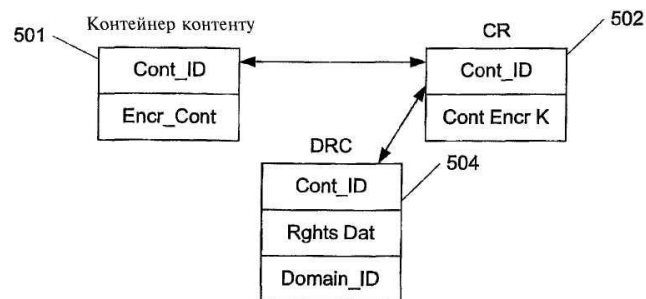 Контейнер контенту
501
Cont_ID
Encr_Cont
CR
502
Cont_ID
Cont Encr K
DRC
504
Cont_ID
Rghts Dat
Domain_ID